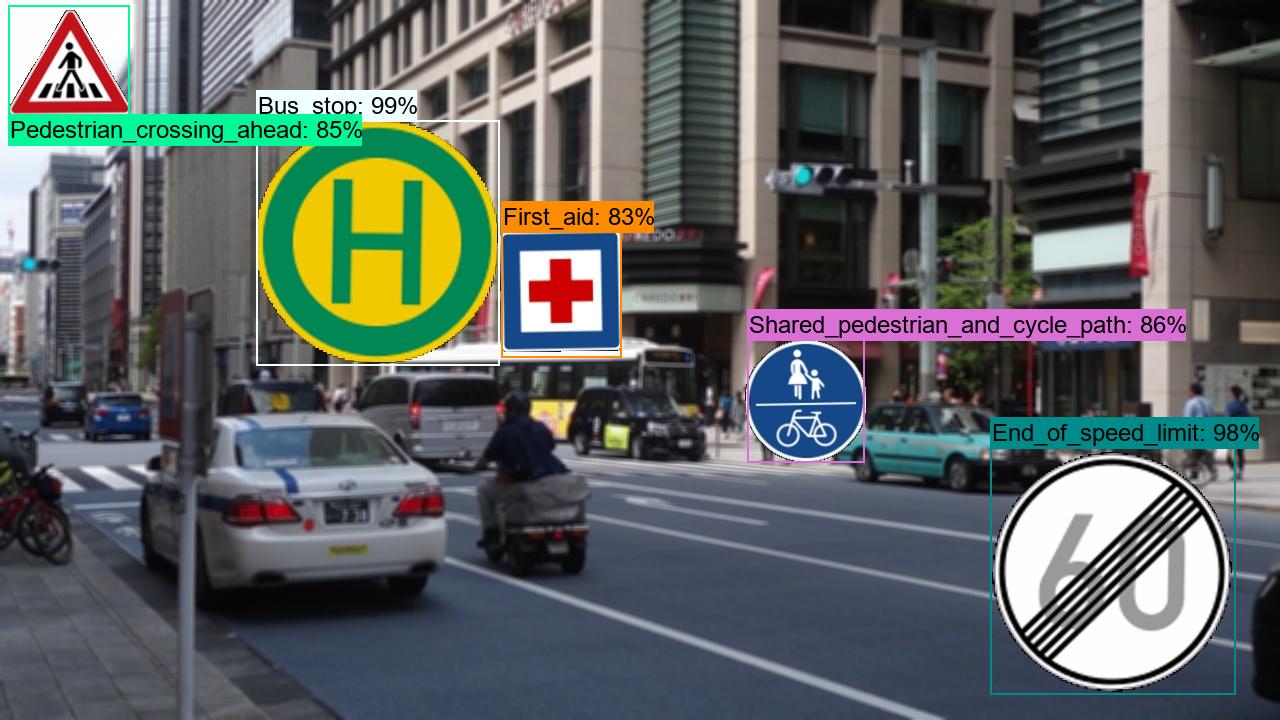 Bus_stop: 99%
Pedestrian_crossing_ahead: 85%
H
First_aid: 83%
Shared_pedestrian_and_cycle_path: 86%
End_of_speed_limit: 98%
60